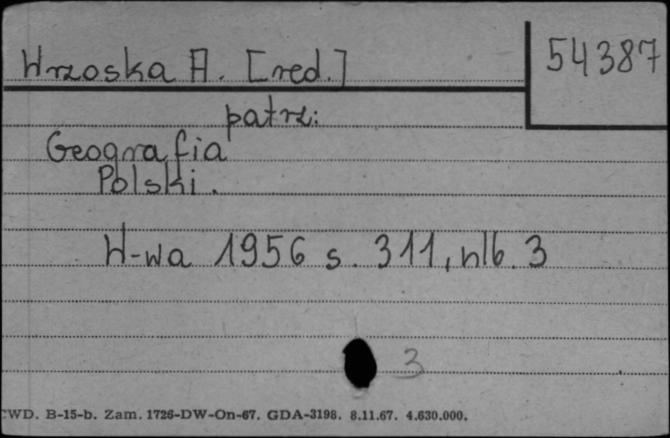 Wrzoska A. [red.]
54387
patrz:
Geografia
Polski.
W-wa 1956 s. 311, nlb. 3
3
CWD. B-15-b. Zam. 1726-DW-On-67. GDA-3198. 8.11.67. 4.630.000.